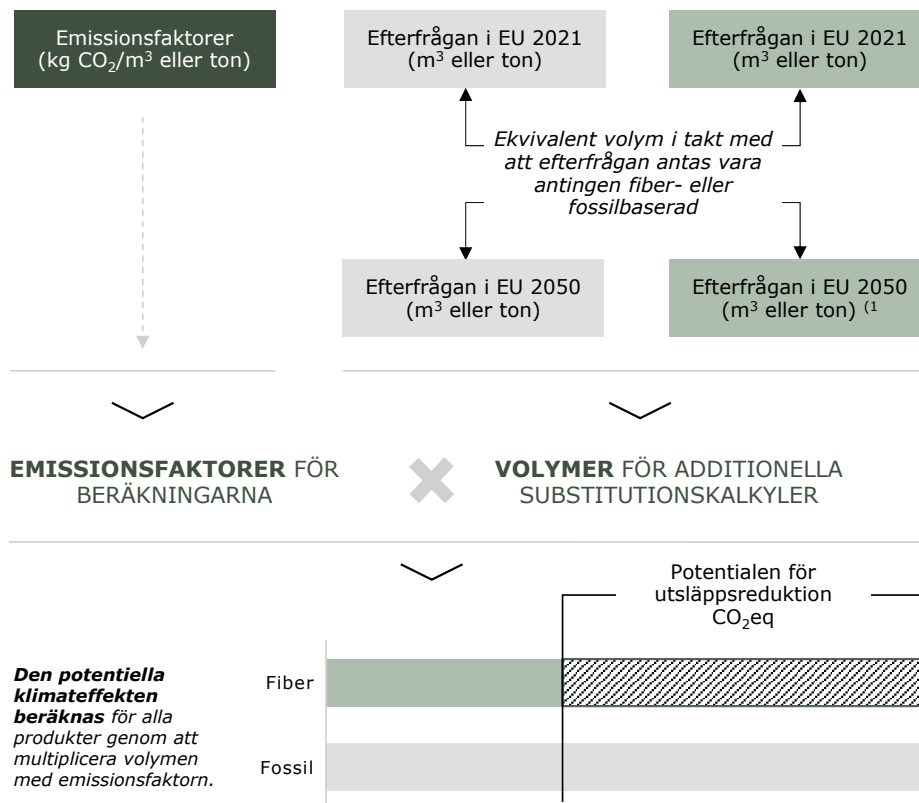 Emissionsfaktorer
(kg CO₂/m³ eller ton)
Efterfrågan i EU 2021
(m³ eller ton)
Efterfrågan i EU 2021
(m³ eller ton)
Ekvivalent volym i takt med
att efterfrågan antas vara
antingen fiber- eller
fossilbaserad
Efterfrågan i EU 2050
(m³ eller ton)
Efterfrågan i EU 2050
(m³ eller ton) ⁽¹
EMISSIONSFAKTORER FÖR
BERÄKNINGARNA
VOLYMER FÖR ADDITIONELLA
SUBSTITUTIONSKALKYLER
Potentialen för
utsläppsreduktion
CO₂eq
Den potentiella
klimateffekten
beräknas för alla
produkter genom att
multiplicera volymen
med emissionsfaktorn.
Fiber
Fossil